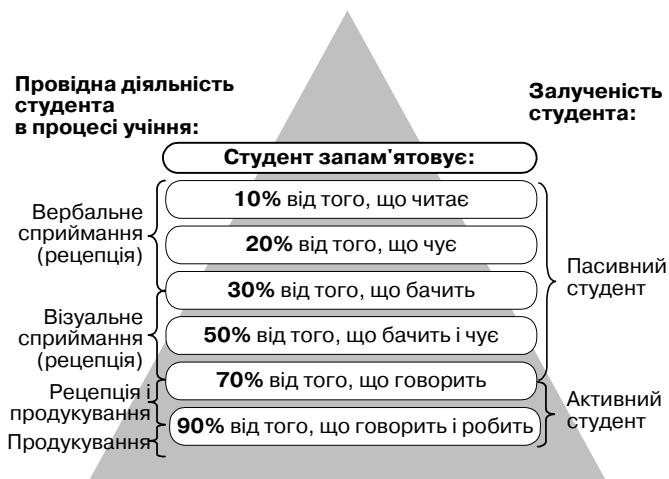 Провідна діяльність
студента
в процесі учіння:
Залученість
студента:
Студент запам'ятовує:
10% від того, що читає
20% від того, що чує
30% від того, що бачить
50% від того, що бачить і чує
70% від того, що говорить
90% від того, що говорить і робить
Вербальне
сприймання
(рецепція)
Візуальне
сприймання
(рецепція)
Рецепція і
продукування
Продукування
Пасивний
студент
Активний
студент